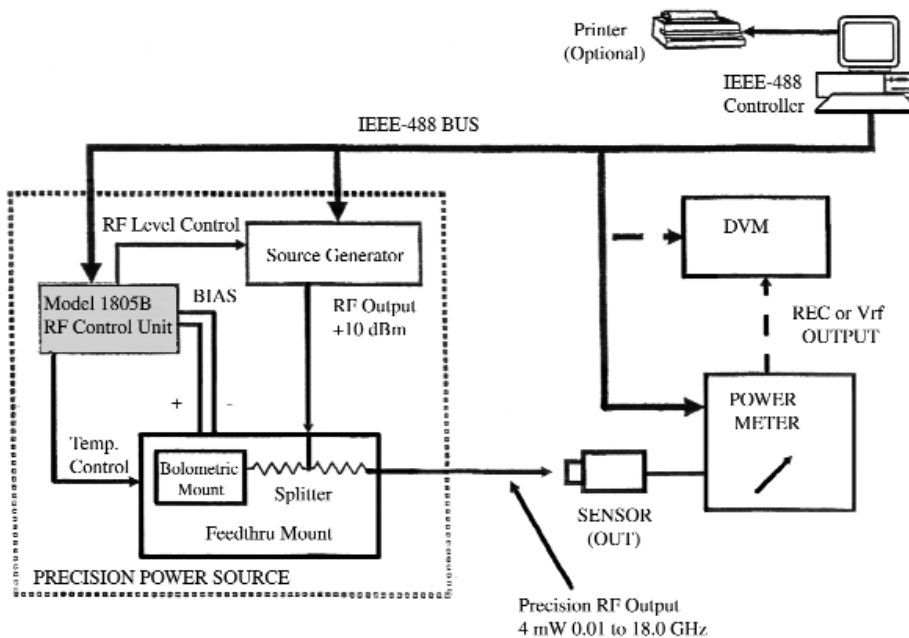 Printer
(Optional)
IEEE-488
Controller
IEEE-488 BUS
RF Level Control
Source Generator
DVM
Model 1805B
RF Control Unit
BIAS
RF Output
+10 dBm
REC or Vrf
OUTPUT
+ -
POWER
METER
Temp.
Control
Bolometric
Mount
Splitter
Feedthru Mount
SENSOR
(OUT)
PRECISION POWER SOURCE
Precision RF Output
4 mW 0.01 to 18.0 GHz